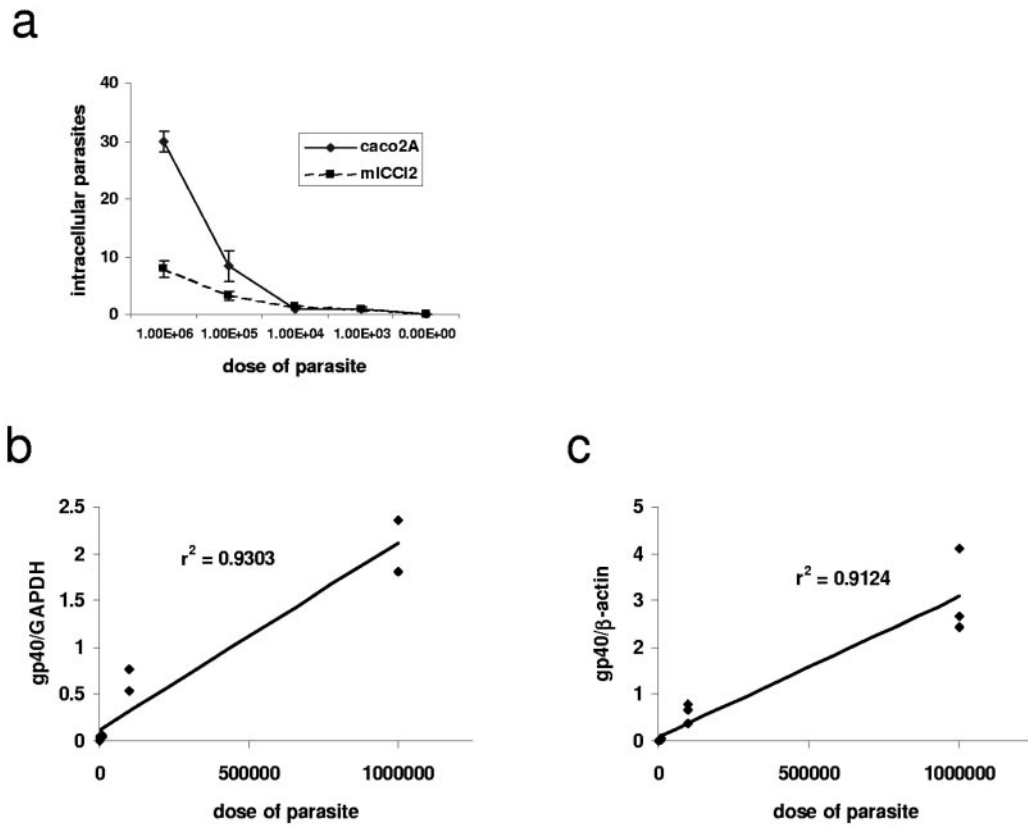 a
intracellular parasites
40
30
20
10
0
caco2A
mICCl2
1.00E+06 1.00E+05 1.00E+04 1.00E+03 0.00E+00
dose of parasite
b
gp40/GAPDH
2.5
2
1.5
1
0.5
0
r² = 0.9303
0 500000 1000000
dose of parasite
c
gp40/β-actin
5
4
3
2
1
0
r² = 0.9124
0 500000 1000000
dose of parasite